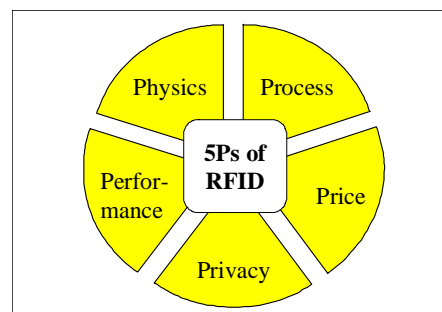 Physics
Process
5Ps of
RFID
Perfor-
mance
Price
Privacy